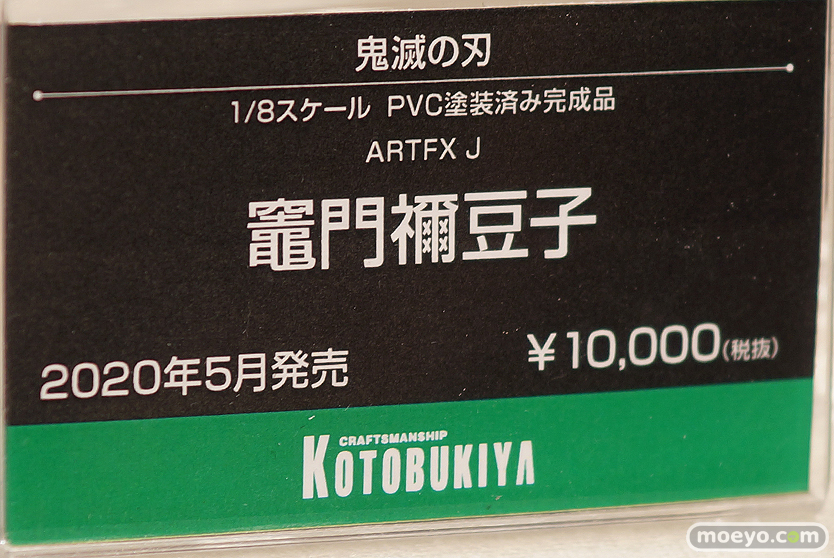 鬼滅の刃
1/8スケール PVC塗装済み完成品
ARTFX J
竈門禰豆子
2020年5月発売
￥10,000(税抜)
CRAFTSMANSHIP
KOTOBUKIYA
moeyo.com